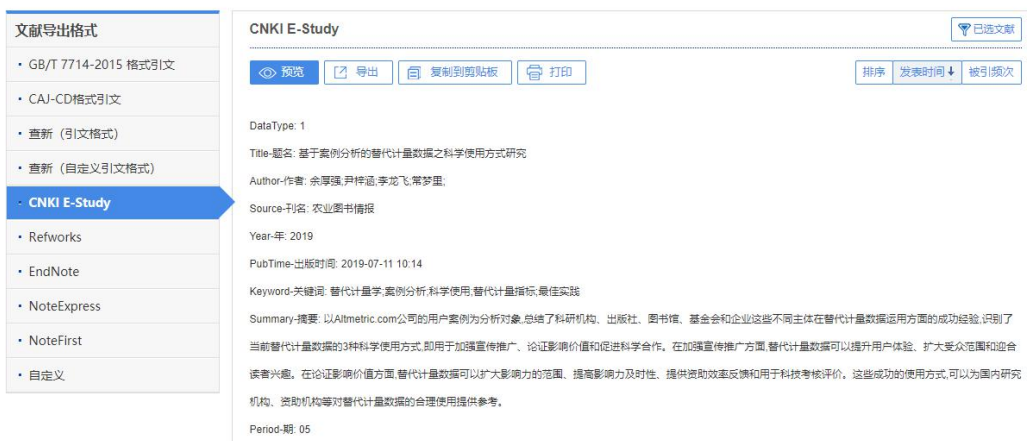 文献导出格式
GB/T 7714-2015 格式引文
CAJ-CD格式引文
查新（引文格式）
查新（自定义引文格式）
CNKI E-Study
Refworks
EndNote
NoteExpress
NoteFirst
自定义
CNKI E-Study
已选文献
预览 导出 复制到剪贴板 打印
排序 发表时间↓ 被引频次
DataType: 1
Title-题名: 基于案例分析的替代计量数据之科学使用方式研究
Author-作者: 余厚强;尹梓涵;李龙飞;常梦里;
Source-刊名: 农业图书情报
Year-年: 2019
PubTime-出版时间: 2019-07-11 10:14
Keyword-关键词: 替代计量学;案例分析;科学使用;替代计量指标;最佳实践
Summary-摘要: 以Altmetric.com公司的用户案例为分析对象,总结了科研机构、出版社、图书馆、基金会和企业这些不同主体在替代计量数据运用方面的成功经验,识别了
当前替代计量数据的3种科学使用方式,即用于加强宣传推广、论证影响价值和促进科学合作。在加强宣传推广方面,替代计量数据可以提升用户体验、扩大受众范围和迎合
读者兴趣。在论证影响价值方面,替代计量数据可以扩大影响力的范围、提高影响力及时性、提供资助效率反馈和用于科技考核评价。这些成功的使用方式,可以为国内研究
机构、资助机构等对替代计量数据的合理使用提供参考。
Period-期: 05